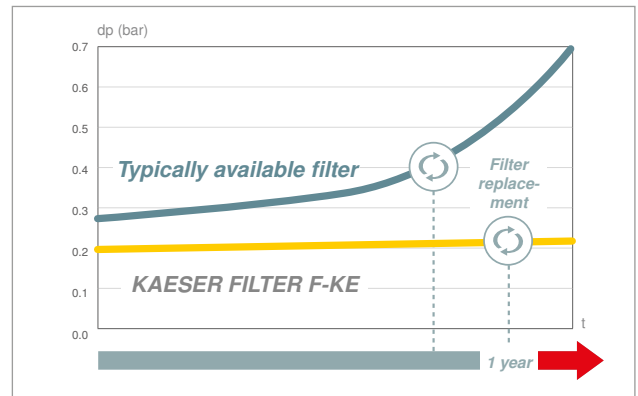 dp (bar)
0.7
0.6
0.5
0.4
0.3
0.2
0.1
0.0
Typically available filter
Filter
replace-
ment
KAESER FILTER F-KE
t
1 year